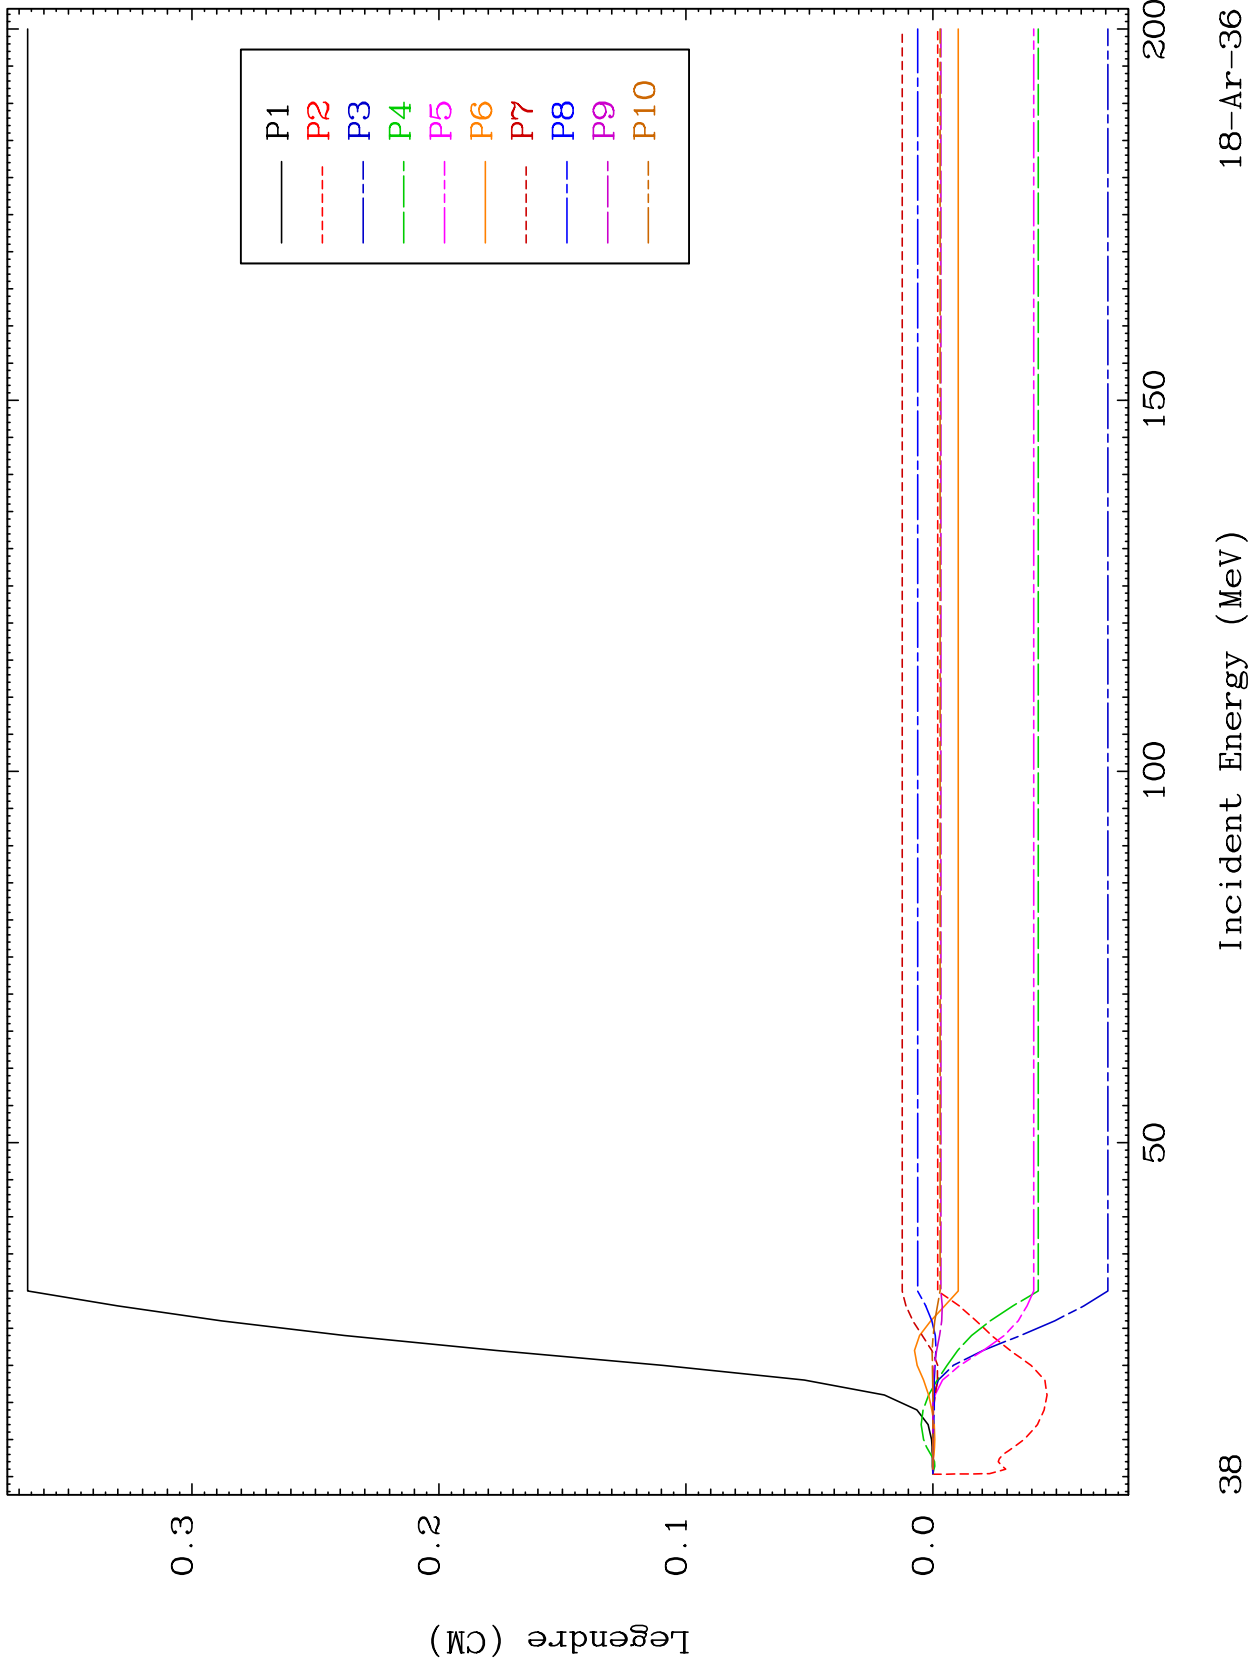 Legendre (CM)
0.3
0.2
0.1
0.0
P1
P2
P3
P4
P5
P6
P7
P8
P9
P10
50
100
150
200
38
Incident Energy (MeV)
18-Ar-36